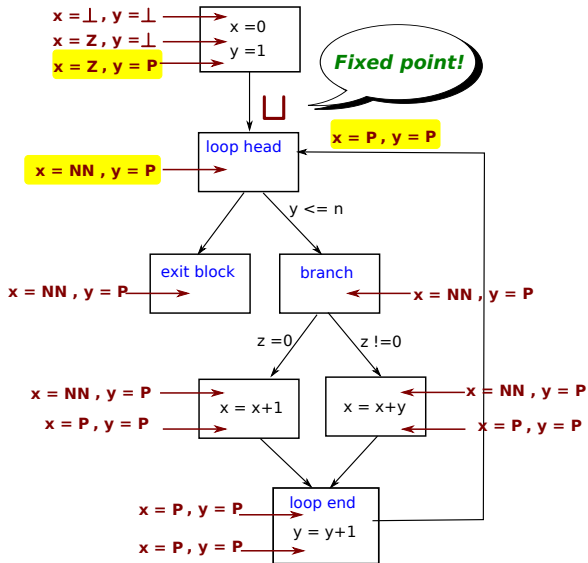 x =⊥ , y =⊥
x = Z , y =⊥
x = Z , y = P
x =0
y =1
Fixed point!
⊔
x = P , y = P
loop head
x = NN , y = P
y <= n
exit block
branch
x = NN , y = P
x = NN , y = P
z =0
z !=0
x = NN , y = P
x = P , y = P
x = x+1
x = x+y
x = NN , y = P
x = P , y = P
loop end
x = P , y = P
y = y+1
x = P , y = P